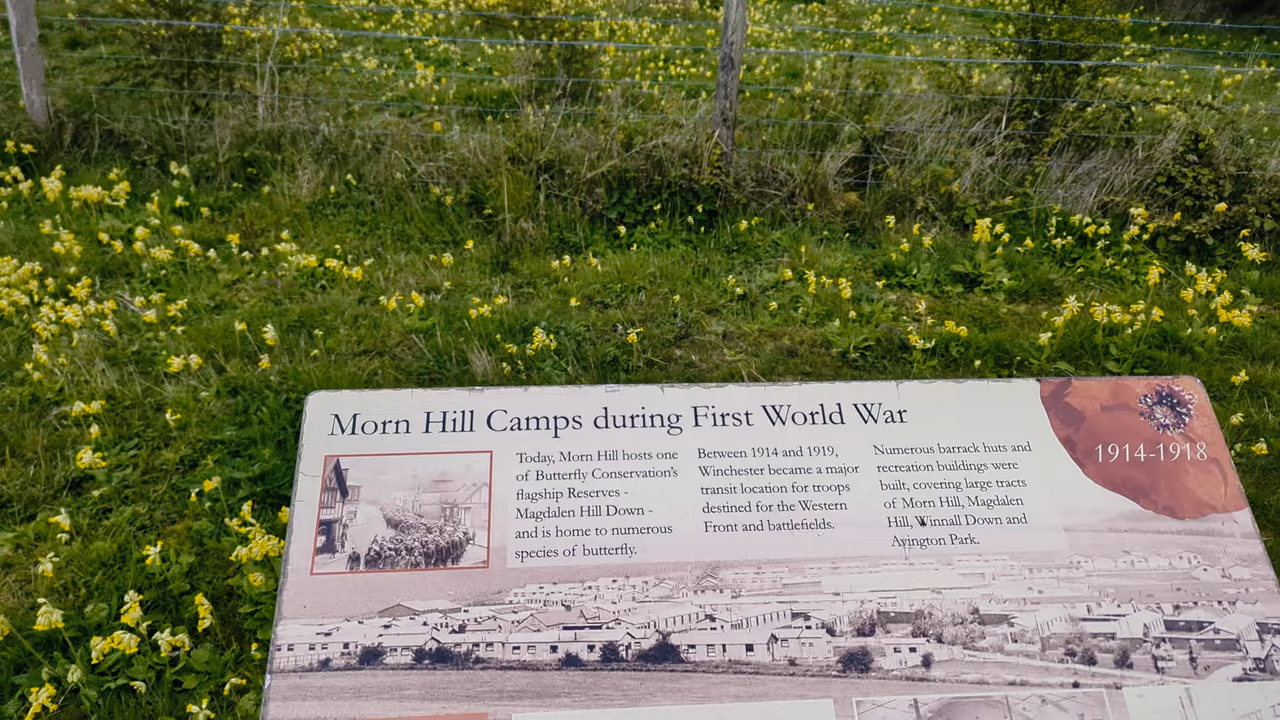 Morn Hill Camps during First World War
Today, Morn Hill hosts one
of Butterfly Conservation's
flagship Reserves -
Magdalen Hill Down -
and is home to numerous
species of butterfly.
Between 1914 and 1919,
Winchester became a major
transit location for troops
destined for the Western
Front and battlefields.
Numerous barrack huts and
recreation buildings were
built, covering large tracts
of Morn Hill, Magdalen
Hill, Winnall Down and
Avington Park.
1914-1918